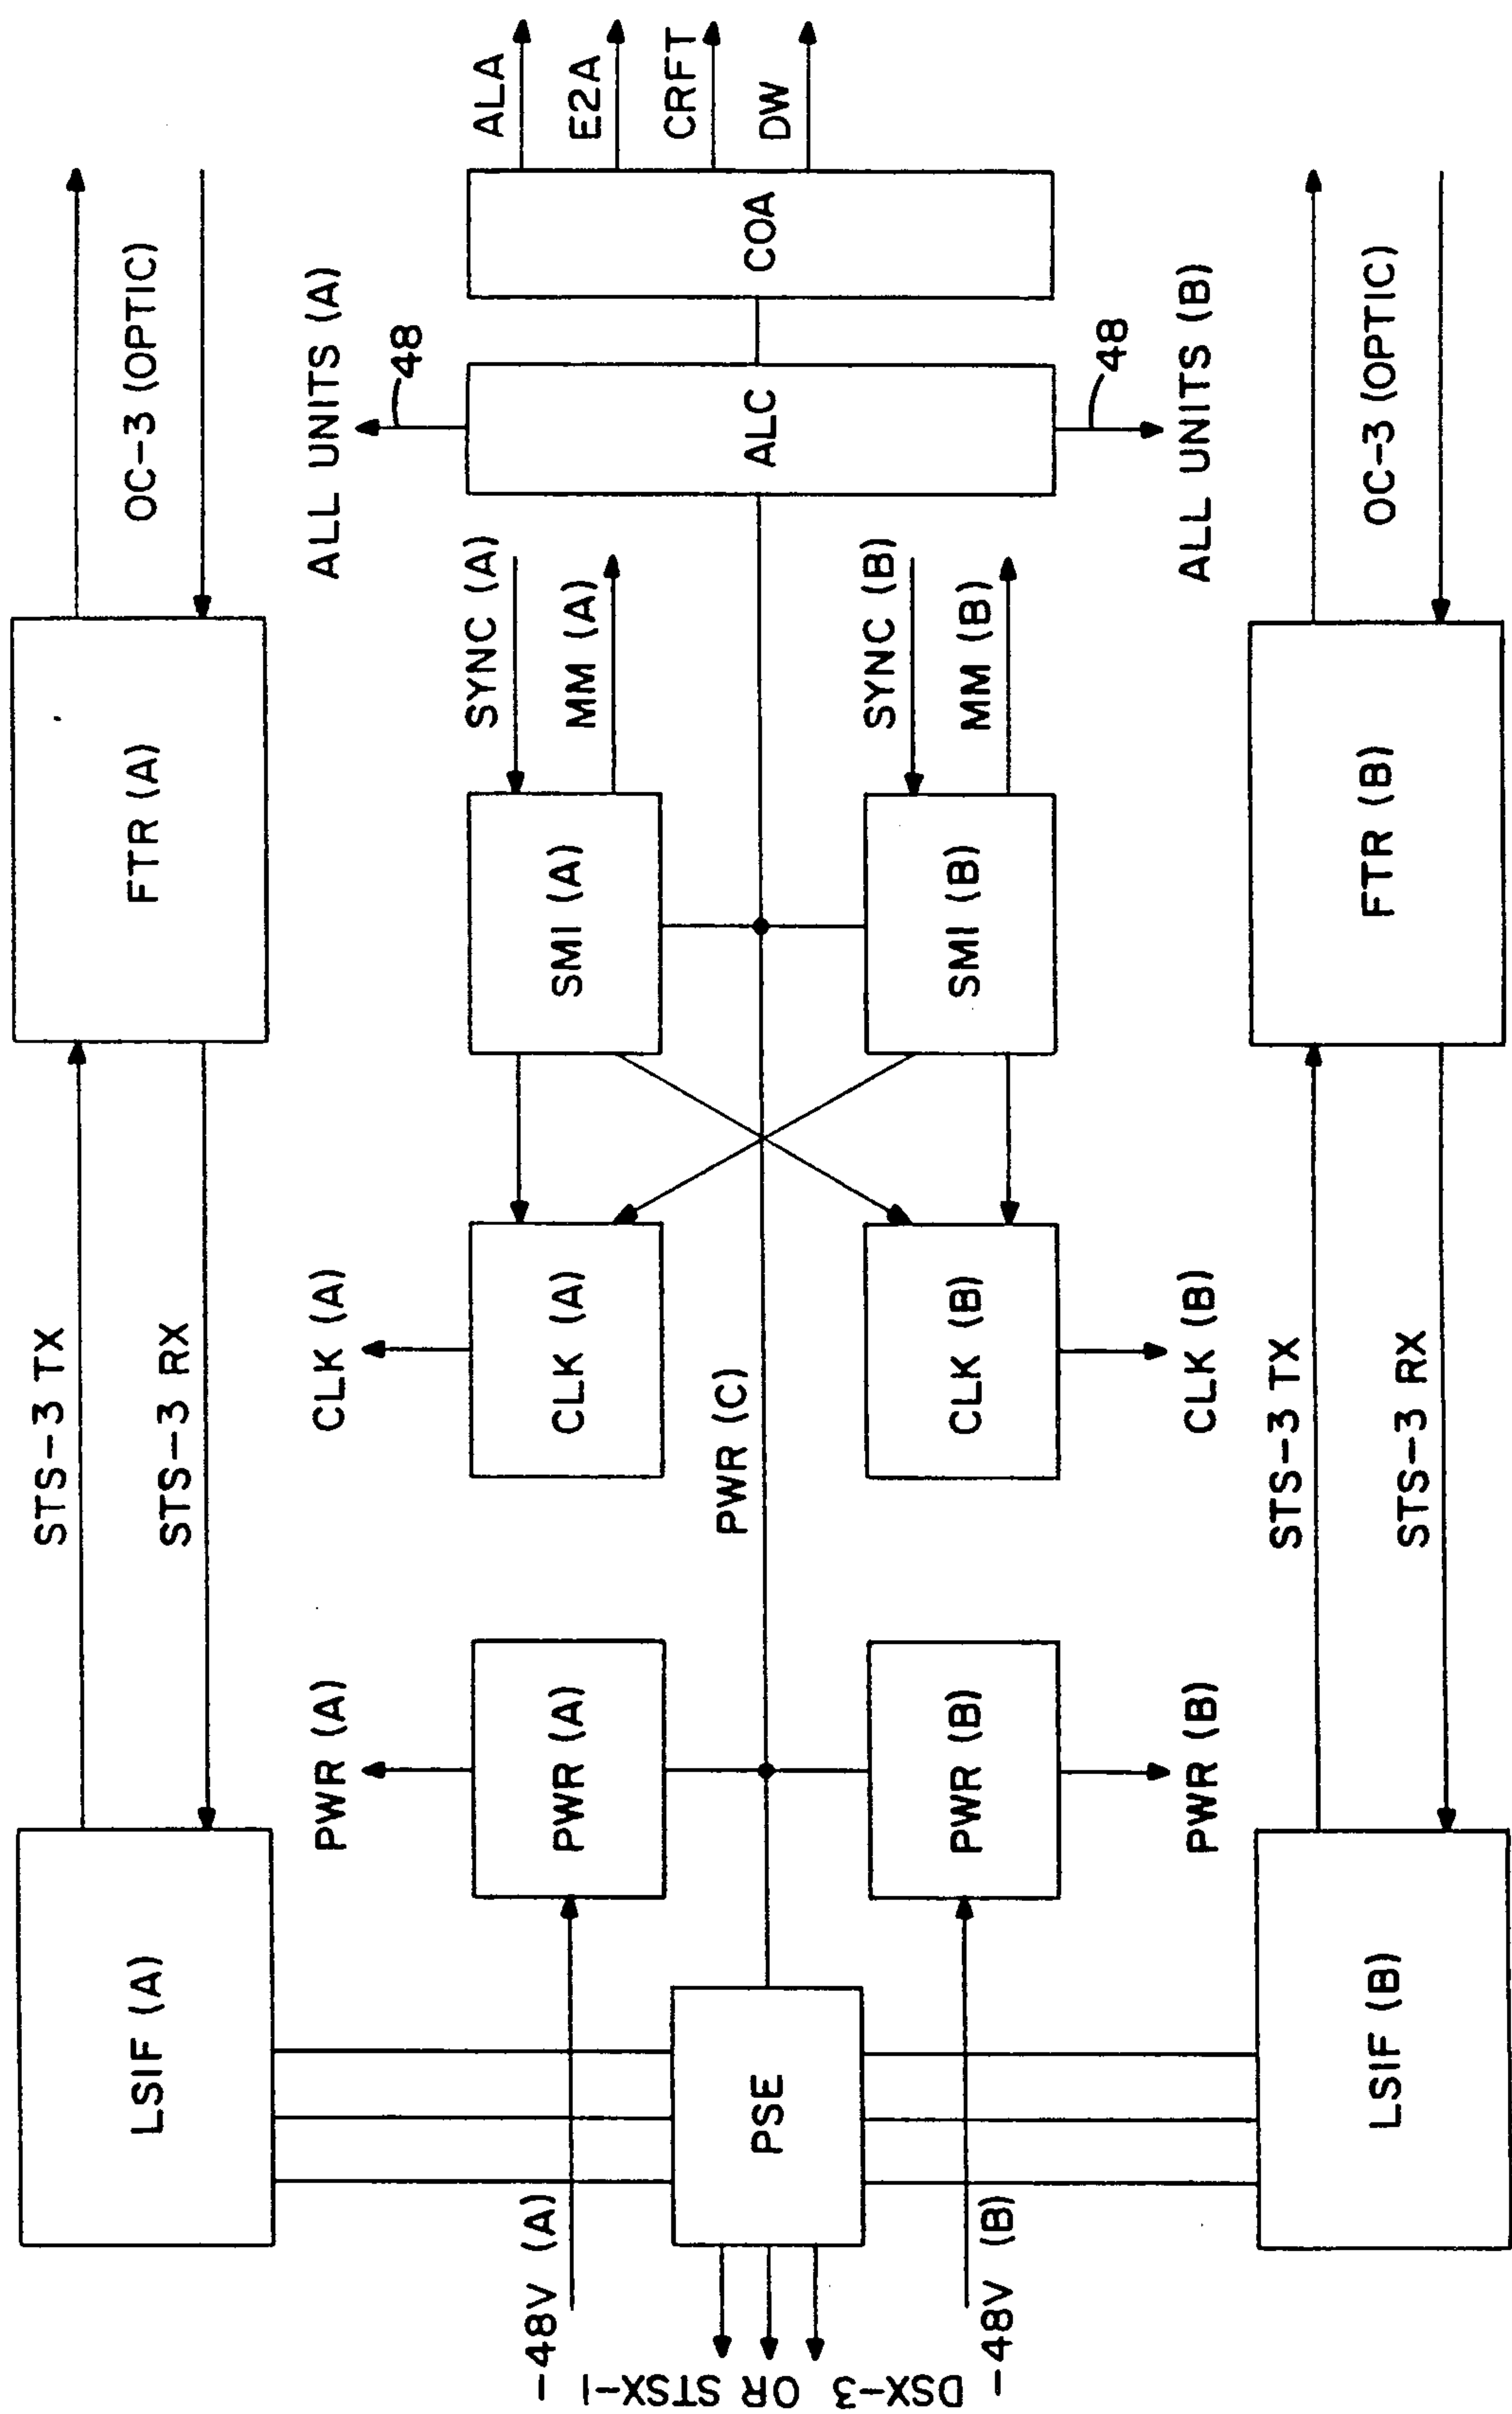 STS-3 TX
LSIF (A)
STS-3 RX
FTR (A)
OC-3 (OPTIC)
PWR (A)
CLK (A)
ALL UNITS (A)
48
-48V (A)
PWR (A)
CLK (A)
SMI (A)
SYNC (A)
MM (A)
ALA
E2A
CRFT
DW
DSX-3 OR STSX-1
PSE
PWR (C)
ALC
COA
-48V (B)
PWR (B)
CLK (B)
SMI (B)
SYNC (B)
MM (B)
48
PWR (B)
CLK (B)
ALL UNITS (B)
STS-3 TX
LSIF (B)
STS-3 RX
FTR (B)
OC-3 (OPTIC)